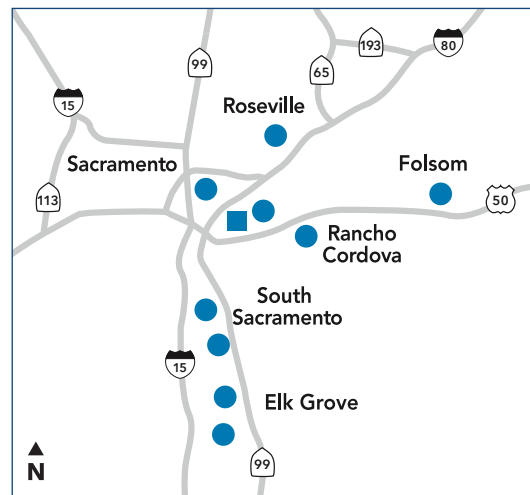 193
80
99
65
15
Roseville
Sacramento
Folsom
113
50
Rancho
Cordova
South
Sacramento
15
Elk Grove
99
N